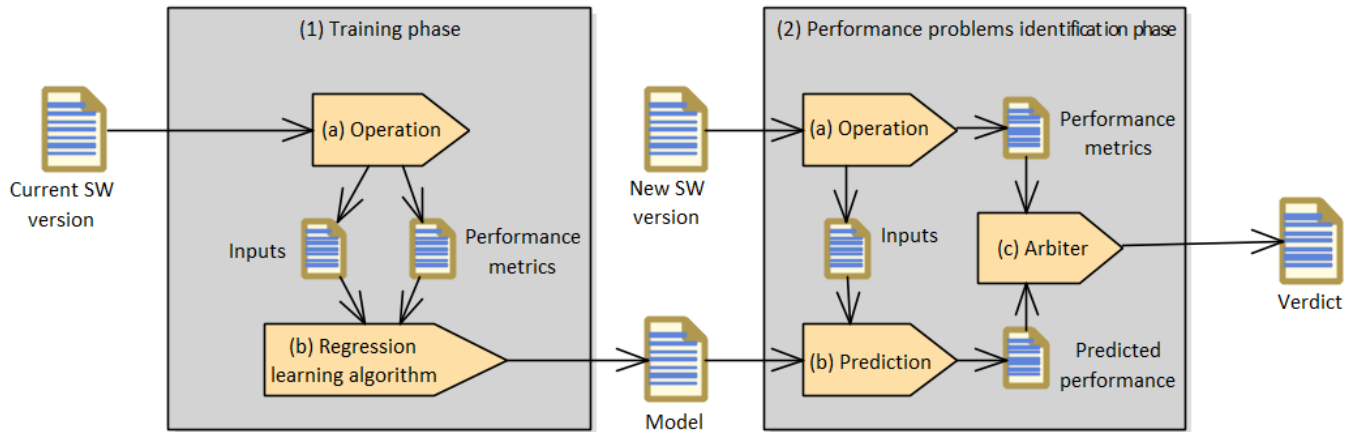 (1) Training phase
(2) Performance problems identification phase
Current SW
version
(a) Operation
Inputs
Performance
metrics
(b) Regression
learning algorithm
New SW
version
Model
(a) Operation
Performance
metrics
Inputs
(c) Arbiter
(b) Prediction
Predicted
performance
Verdict